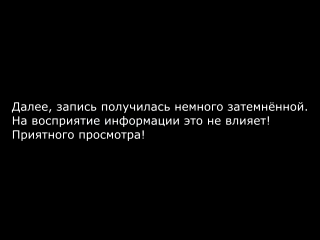 Далее, запись получилась немного затемнённой.
На восприятие информации это не влияет!
Приятного просмотра!